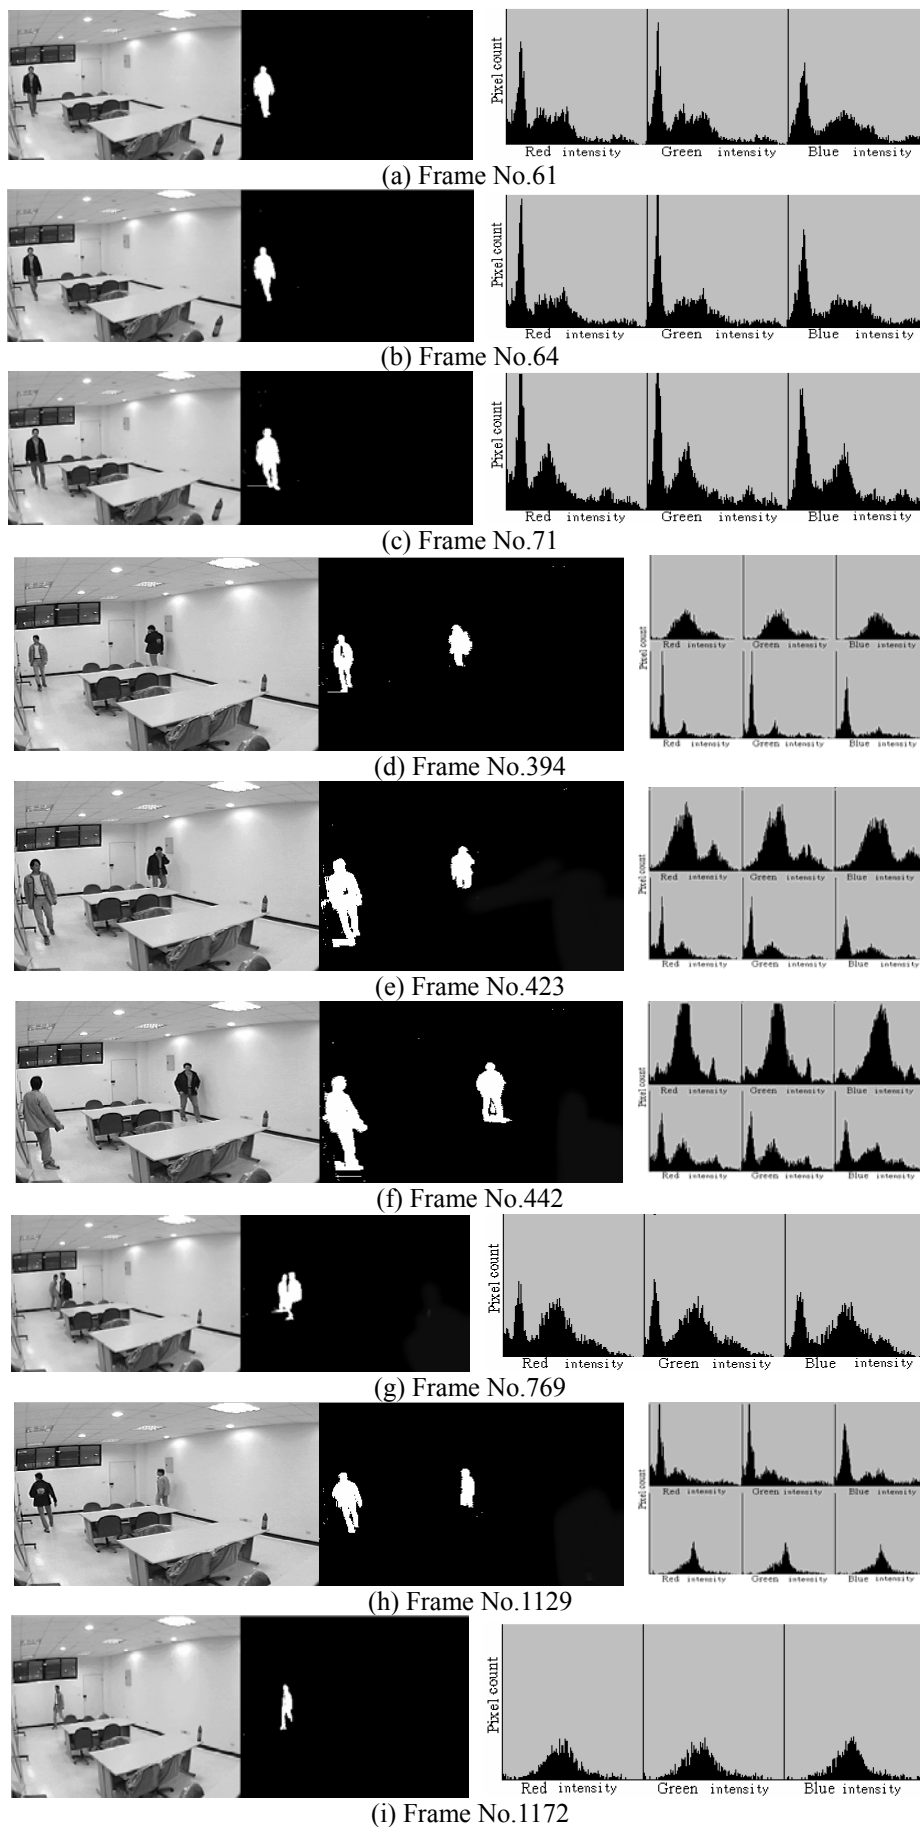 Pixel count
Red intensity Green intensity Blue intensity
(a) Frame No.61
Pixel count
Red intensity Green intensity Blue intensity
(b) Frame No.64
Pixel count
Red intensity Green intensity Blue intensity
(c) Frame No.71
Pixel count
Red intensity Green intensity Blue intensity
Red intensity Green intensity Blue intensity
(d) Frame No.394
Pixel count
Red intensity Green intensity Blue intensity
Red intensity Green intensity Blue intensity
(e) Frame No.423
Pixel count
Red intensity Green intensity Blue intensity
Red intensity Green intensity Blue intensity
(f) Frame No.442
Pixel count
Red intensity Green intensity Blue intensity
(g) Frame No.769
Pixel count
Red intensity Green intensity Blue intensity
Red intensity Green intensity Blue intensity
(h) Frame No.1129
Pixel count
Red intensity Green intensity Blue intensity
(i) Frame No.1172